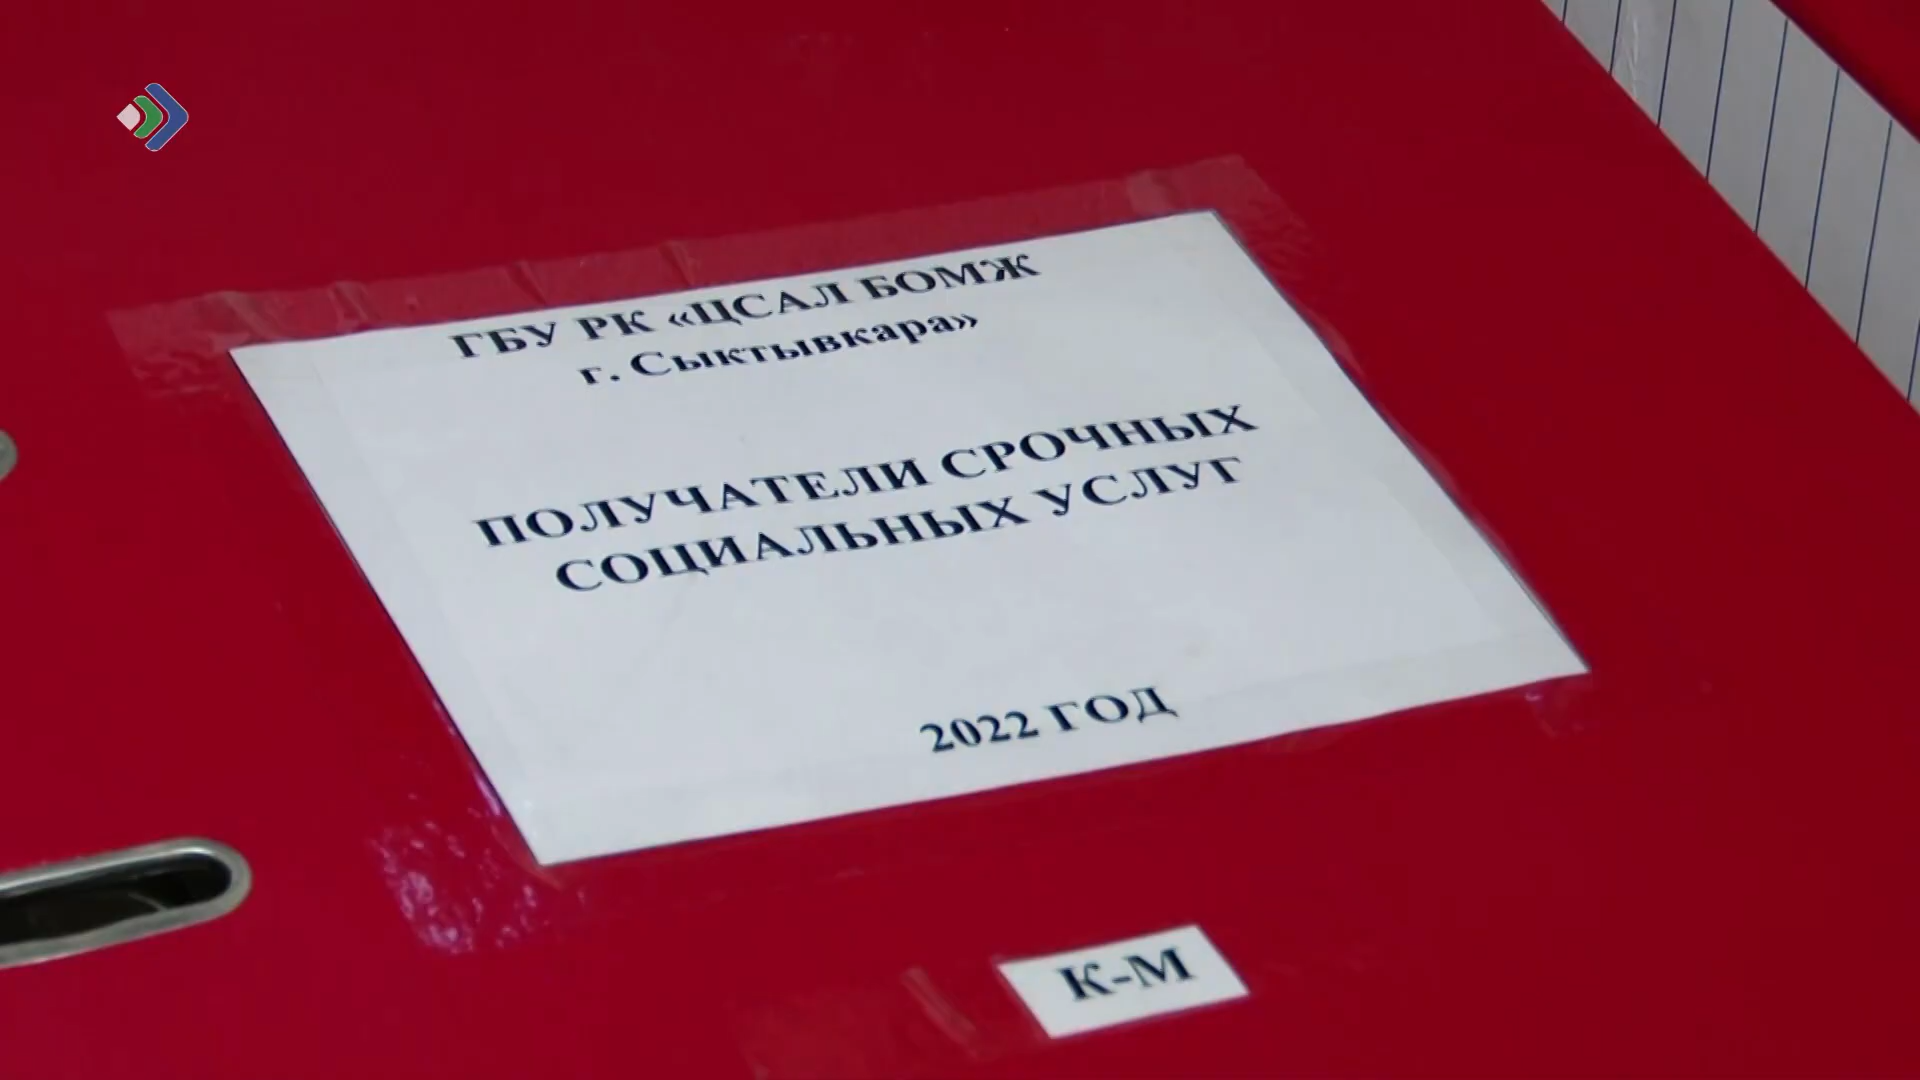 ГБУ РК «ЦСАЛ БОМЖ
г. Сыктывкара»
ПОЛУЧАТЕЛИ СРОЧНЫХ
СОЦИАЛЬНЫХ УСЛУГ
2022 ГОД
К-М